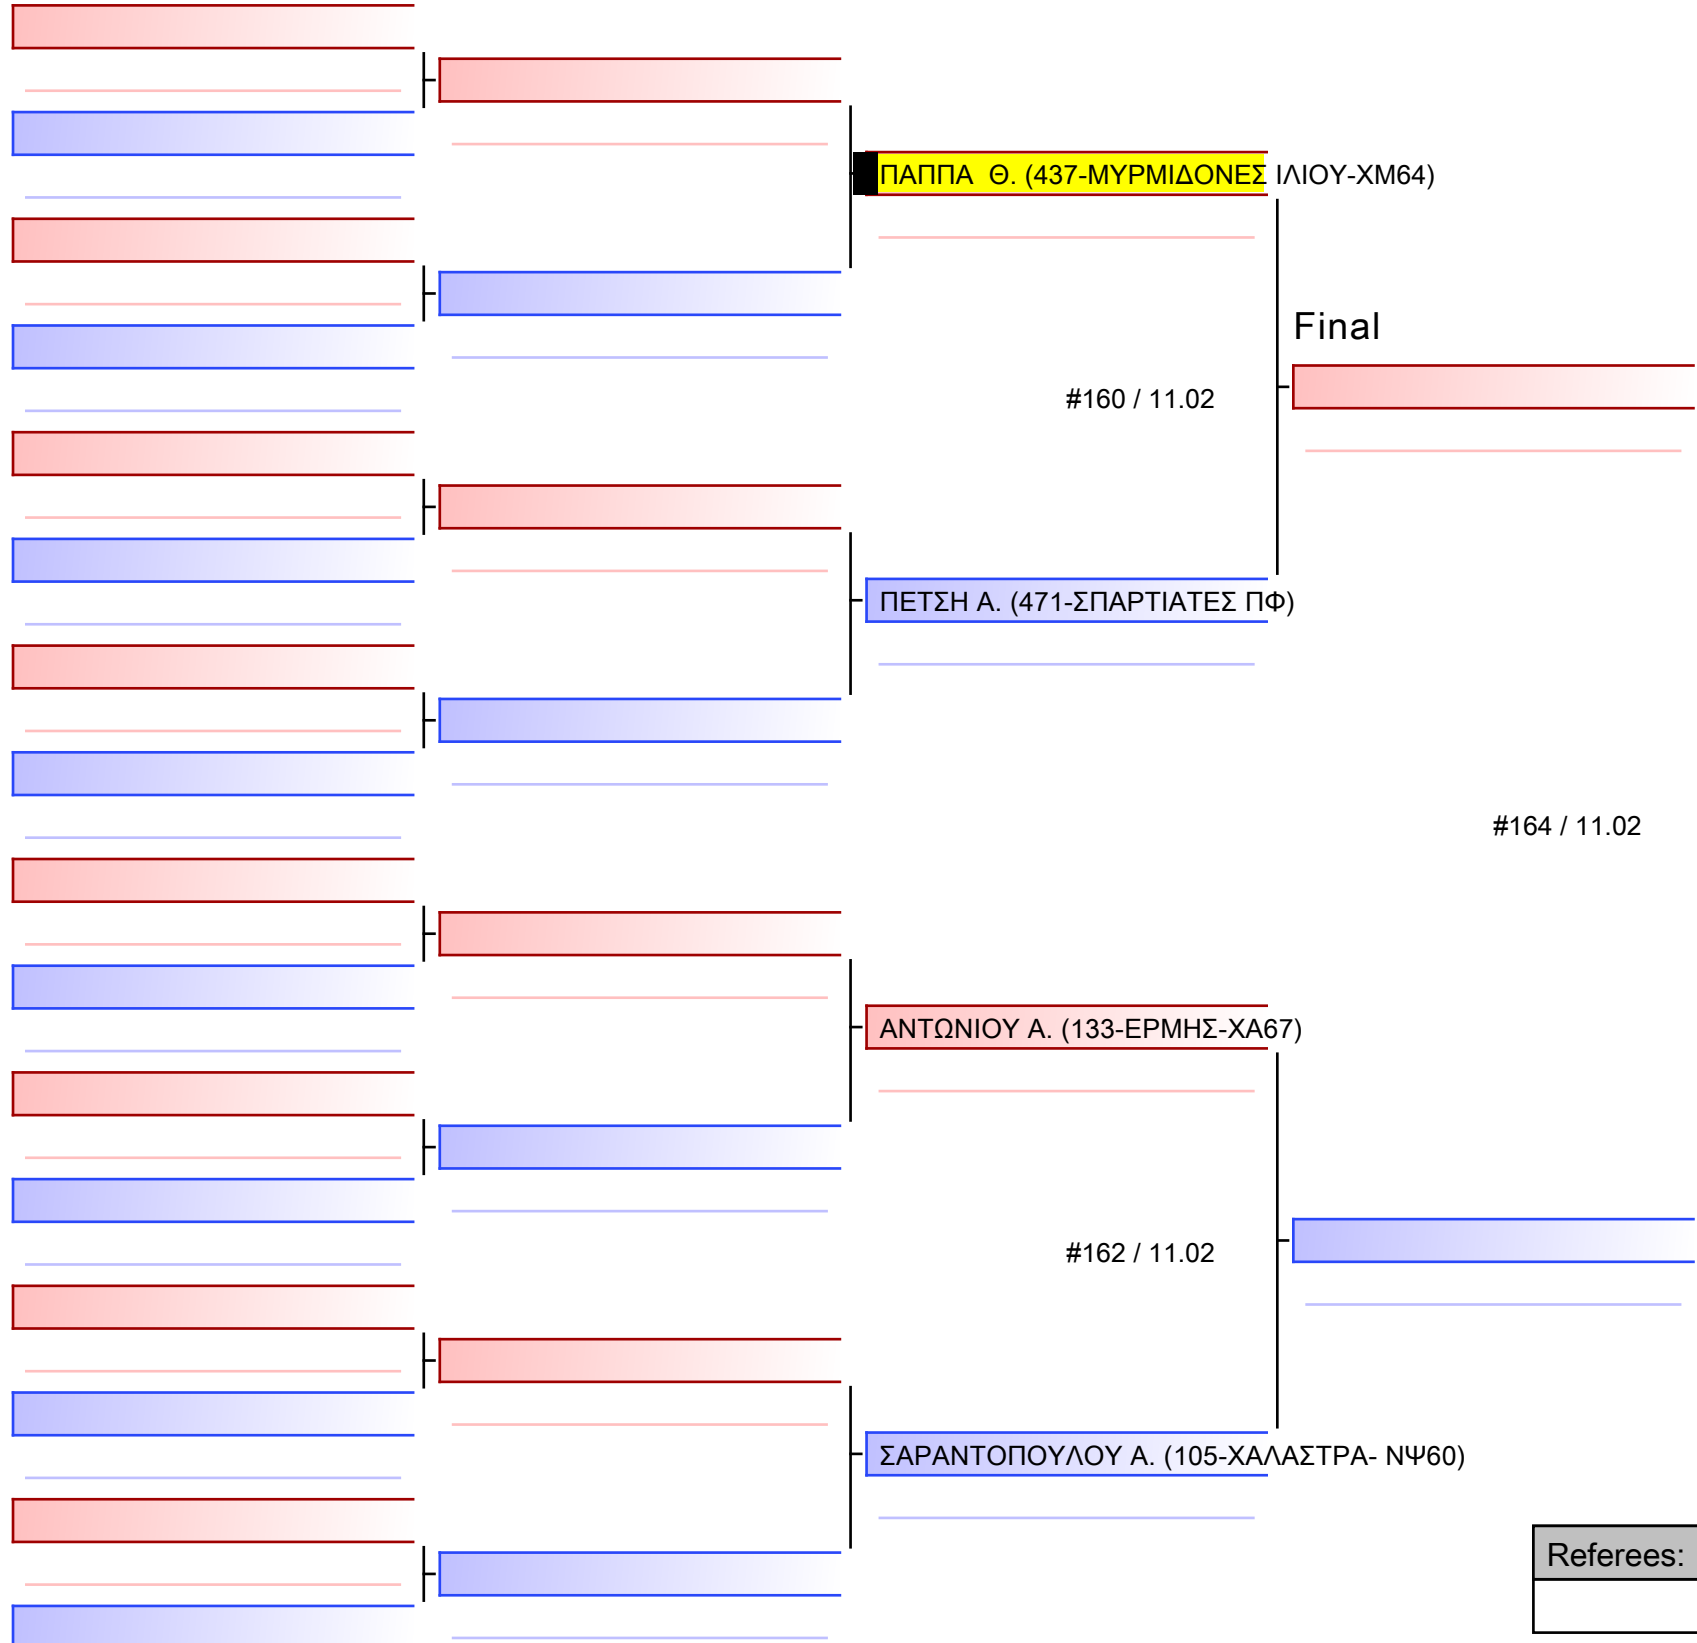 ΠΑΠΠΑ  Θ. (437-ΜΥΡΜΙΔΟΝΕΣ ΙΛΙΟΥ-ΧΜ64)
Final
#160 / 11.02
ΠΕΤΣΗ Α. (471-ΣΠΑΡΤΙΑΤΕΣ ΠΦ)
#164 / 11.02
ΑΝΤΩΝΙΟΥ Α. (133-ΕΡΜΗΣ-ΧΑ67)
#162 / 11.02
ΣΑΡΑΝΤΟΠΟΥΛΟΥ Α. (105-ΧΑΛΑΣΤΡΑ- ΝΨ60)
Referees: